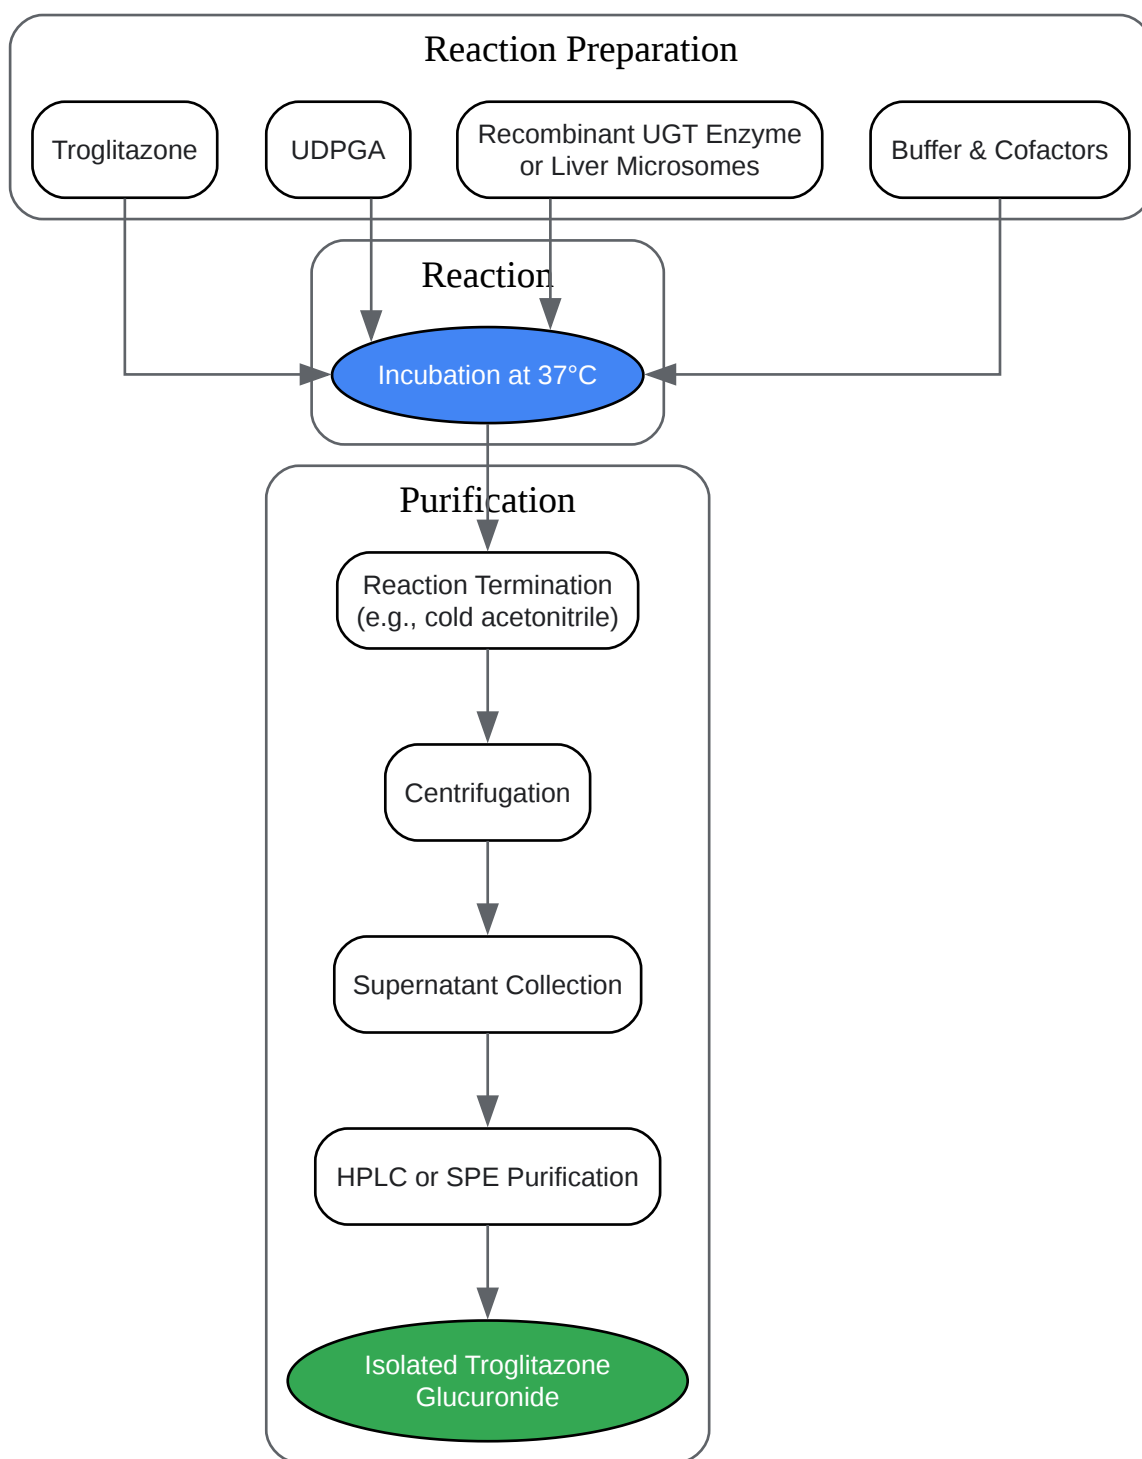 Reaction Preparation
Troglitazone
UDPGA
Recombinant UGT Enzyme
or Liver Microsomes
Buffer & Cofactors
Reaction
Incubation at 37°C
Purification
Reaction Termination
(e.g., cold acetonitrile)
Centrifugation
Supernatant Collection
HPLC or SPE Purification
Isolated Troglitazone
Glucuronide